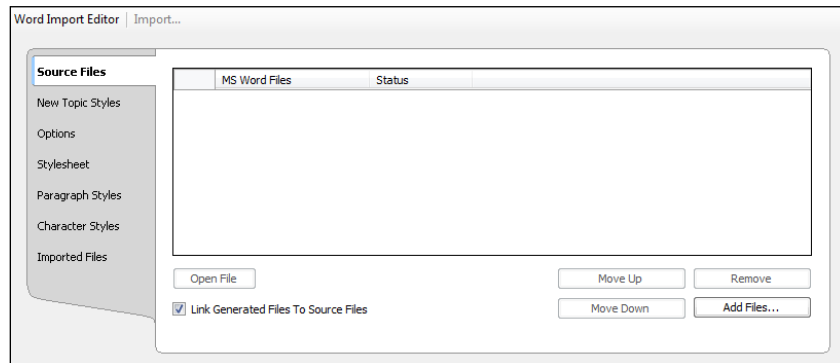 Word Import Editor | Import...
Source Files
MS Word Files Status
New Topic Styles
Options
Stylesheet
Paragraph Styles
Character Styles
Imported Files
Open File Move Up Remove
Link Generated Files To Source Files Move Down Add Files...